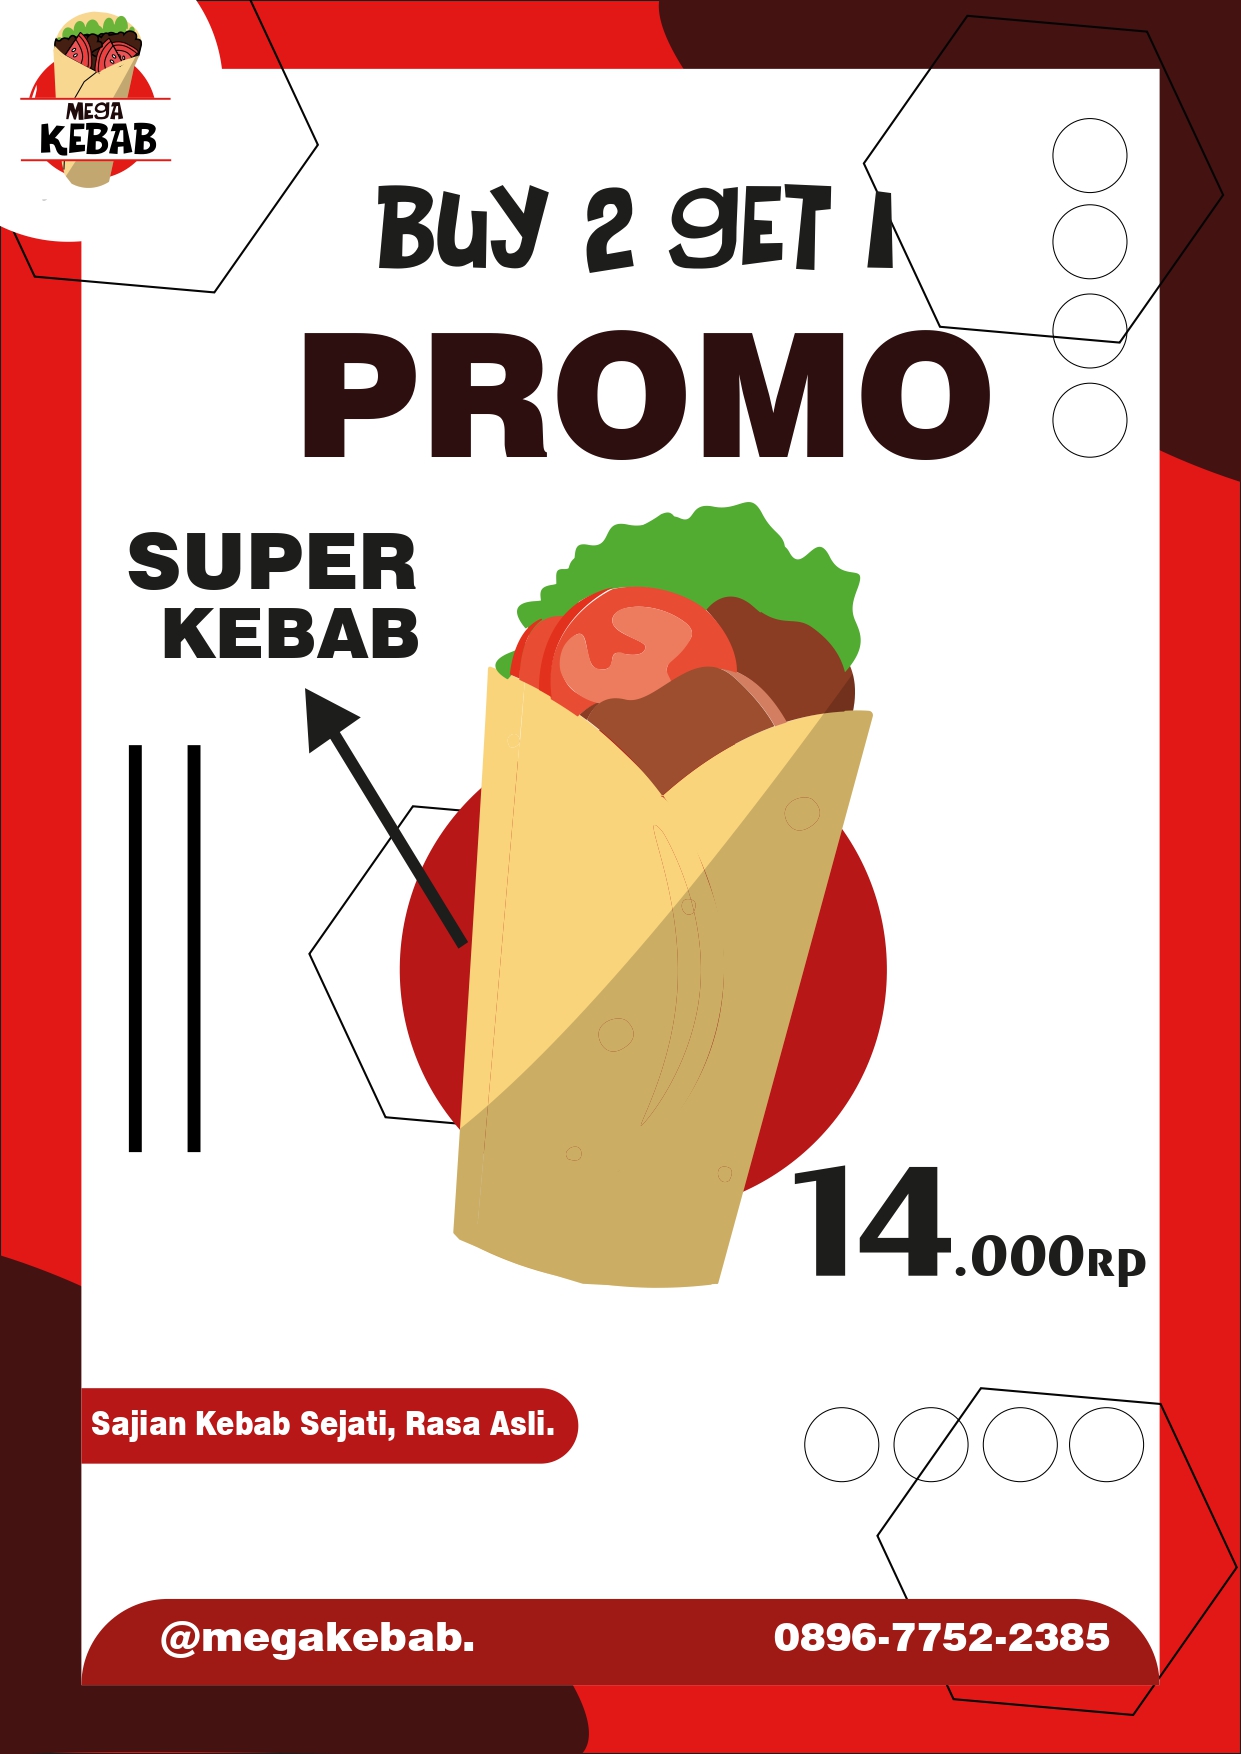 MEGA
KEBAB
BUY 2 GET 1
PROMO
SUPER
KEBAB
14.000RP
Sajian Kebab Sejati, Rasa Asli.
@megakebab.
0896-7752-2385